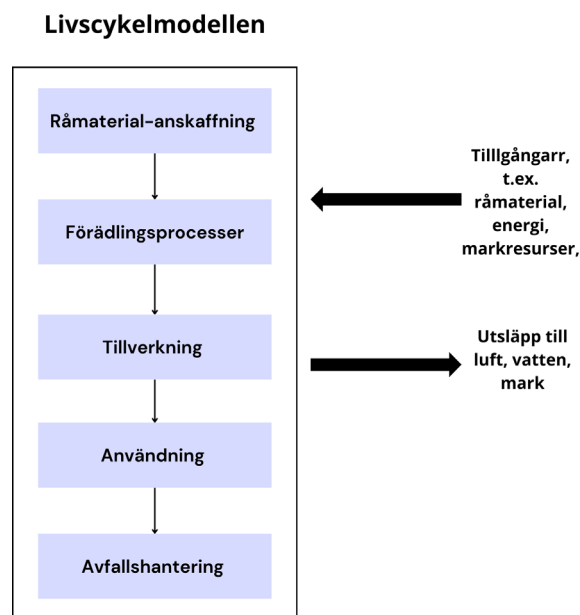 Livscykelmodellen
Råmaterial-anskaffning
Förädlingsprocesser
Tillverkning
Användning
Avfallshantering
Tilllgångarr,
t.ex.
råmaterial,
energi,
markresurser,
Utsläpp till
luft, vatten,
mark